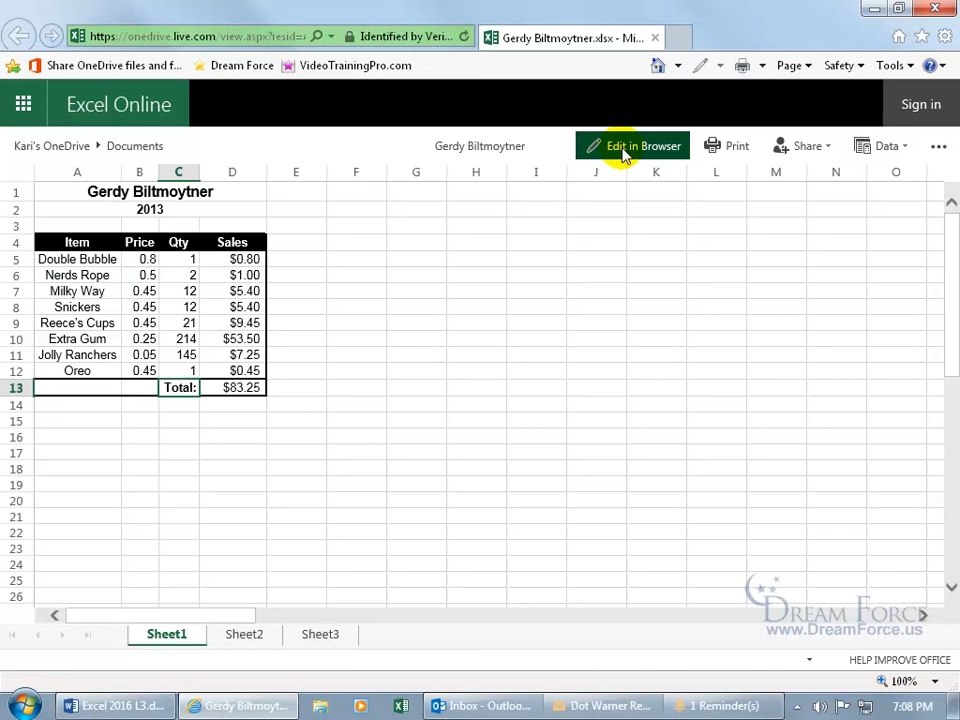 https://onedrive.live.com/view.aspx?resid=
Identified by Veri...
Gerdy Biltmoytner.xlsx - Mi...
Share OneDrive files and f...
Dream Force
VideoTrainingPro.com
Page
Safety
Tools
Excel Online
Sign in
Kari's OneDrive
Documents
Gerdy Biltmoytner
Edit in Browser
Print
Share
Data
A B C D E F G H I J K L M N O
1 Gerdy Biltmoytner
2 2013
3
4 Item Price Qty Sales
5 Double Bubble 0.8 1 $0.80
6 Nerds Rope 0.5 2 $1.00
7 Milky Way 0.45 12 $5.40
8 Snickers 0.45 12 $5.40
9 Reece's Cups 0.45 21 $9.45
10 Extra Gum 0.25 214 $53.50
11 Jolly Ranchers 0.05 145 $7.25
12 Oreo 0.45 1 $0.45
13 Total: $83.25
14
15
16
17
18
19
20
21
22
23
24
25
26
DREAM FORCE
www.DreamForce.us
Sheet1 Sheet2 Sheet3
HELP IMPROVE OFFICE
100%
Excel 2016 L3.d...
Gerdy Biltmoyt...
Inbox - Outloo...
Dot Warner Re...
1 Reminder(s)
7:08 PM